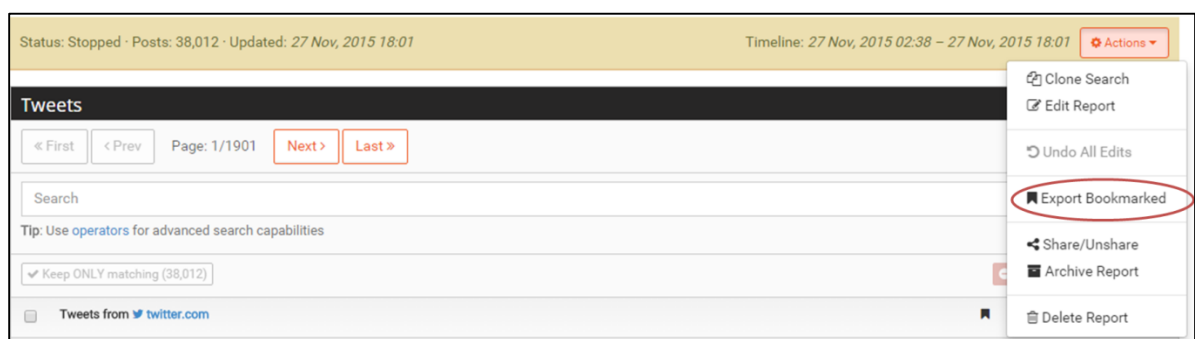 Status: Stopped · Posts: 38,012 · Updated: 27 Nov, 2015 18:01
Timeline: 27 Nov, 2015 02:38 – 27 Nov, 2015 18:01
Actions
Clone Search
Edit Report
Undo All Edits
Export Bookmarked
Share/Unshare
Archive Report
Delete Report
Tweets
« First
‹ Prev
Page: 1/1901
Next ›
Last »
Search
Tip: Use operators for advanced search capabilities
Keep ONLY matching (38,012)
Tweets from twitter.com